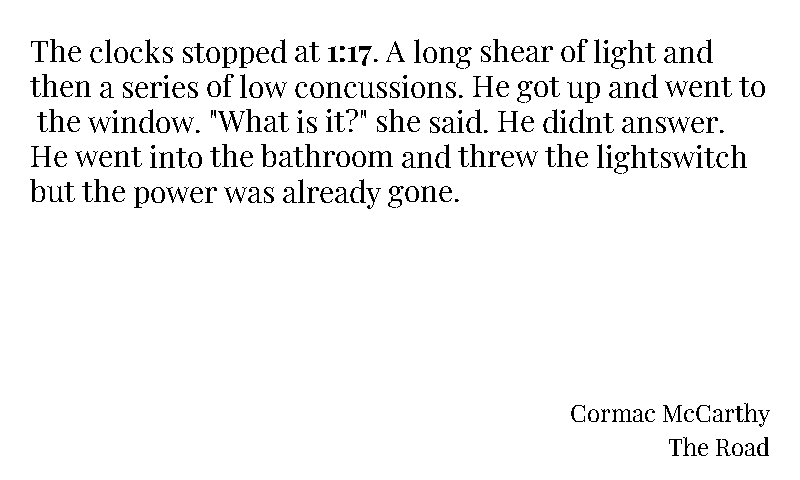 The clocks stopped at 1:17. A long shear of light and
then a series of low concussions. He got up and went to
the window. "What is it?" she said. He didnt answer.
He went into the bathroom and threw the lightswitch
but the power was already gone.
Cormac McCarthy
The Road